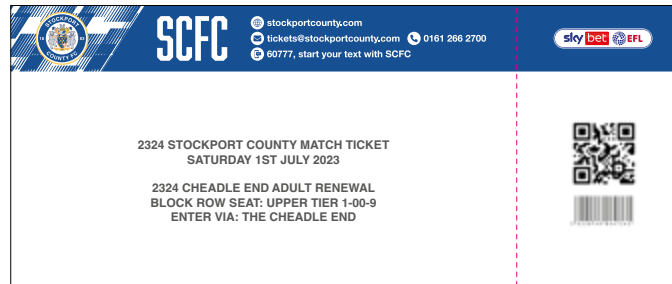 STOCKPORT
COUNTY FC
SCFC
stockportcounty.com
tickets@stockportcounty.com 0161 266 2700
60777, start your text with SCFC
sky bet EFL
2324 STOCKPORT COUNTY MATCH TICKET
SATURDAY 1ST JULY 2023
2324 CHEADLE END ADULT RENEWAL
BLOCK ROW SEAT: UPPER TIER 1-00-9
ENTER VIA: THE CHEADLE END